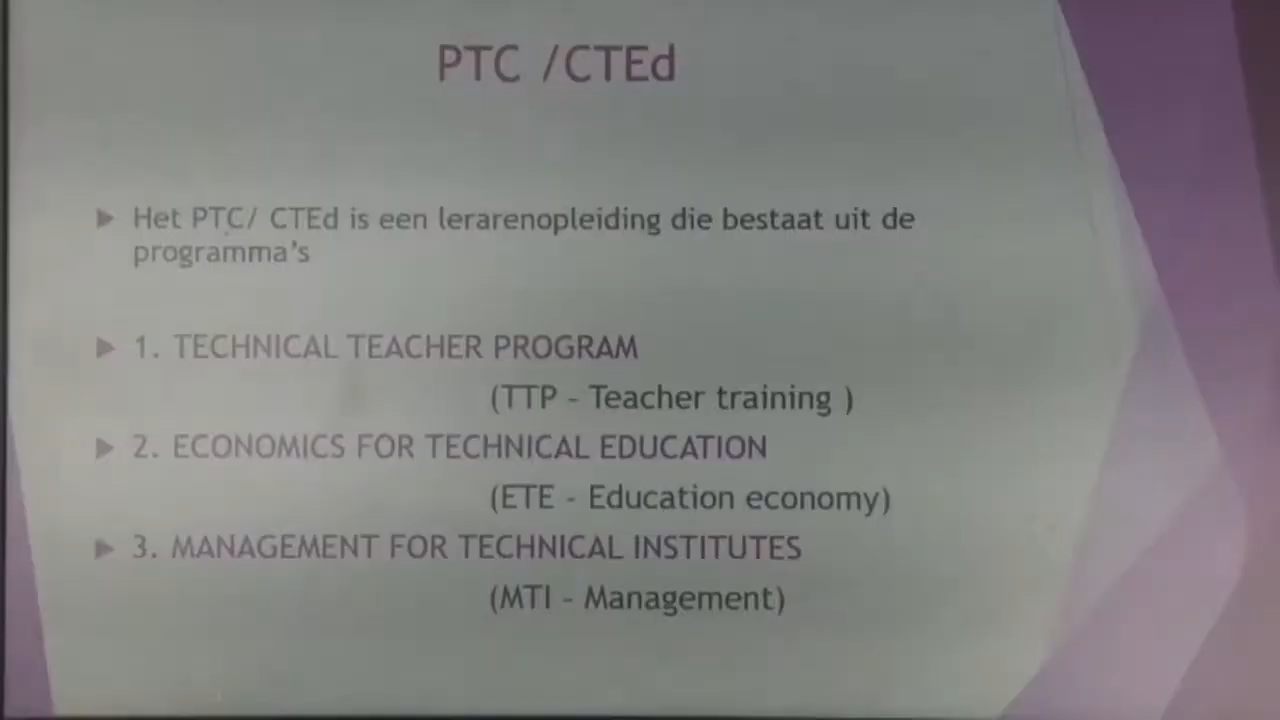 PTC /CTEd
Het PTC/ CTEd is een lerarenopleiding die bestaat uit de
programma's
1. TECHNICAL TEACHER PROGRAM
(TTP - Teacher training )
2. ECONOMICS FOR TECHNICAL EDUCATION
(ETE - Education economy)
3. MANAGEMENT FOR TECHNICAL INSTITUTES
(MTI - Management)